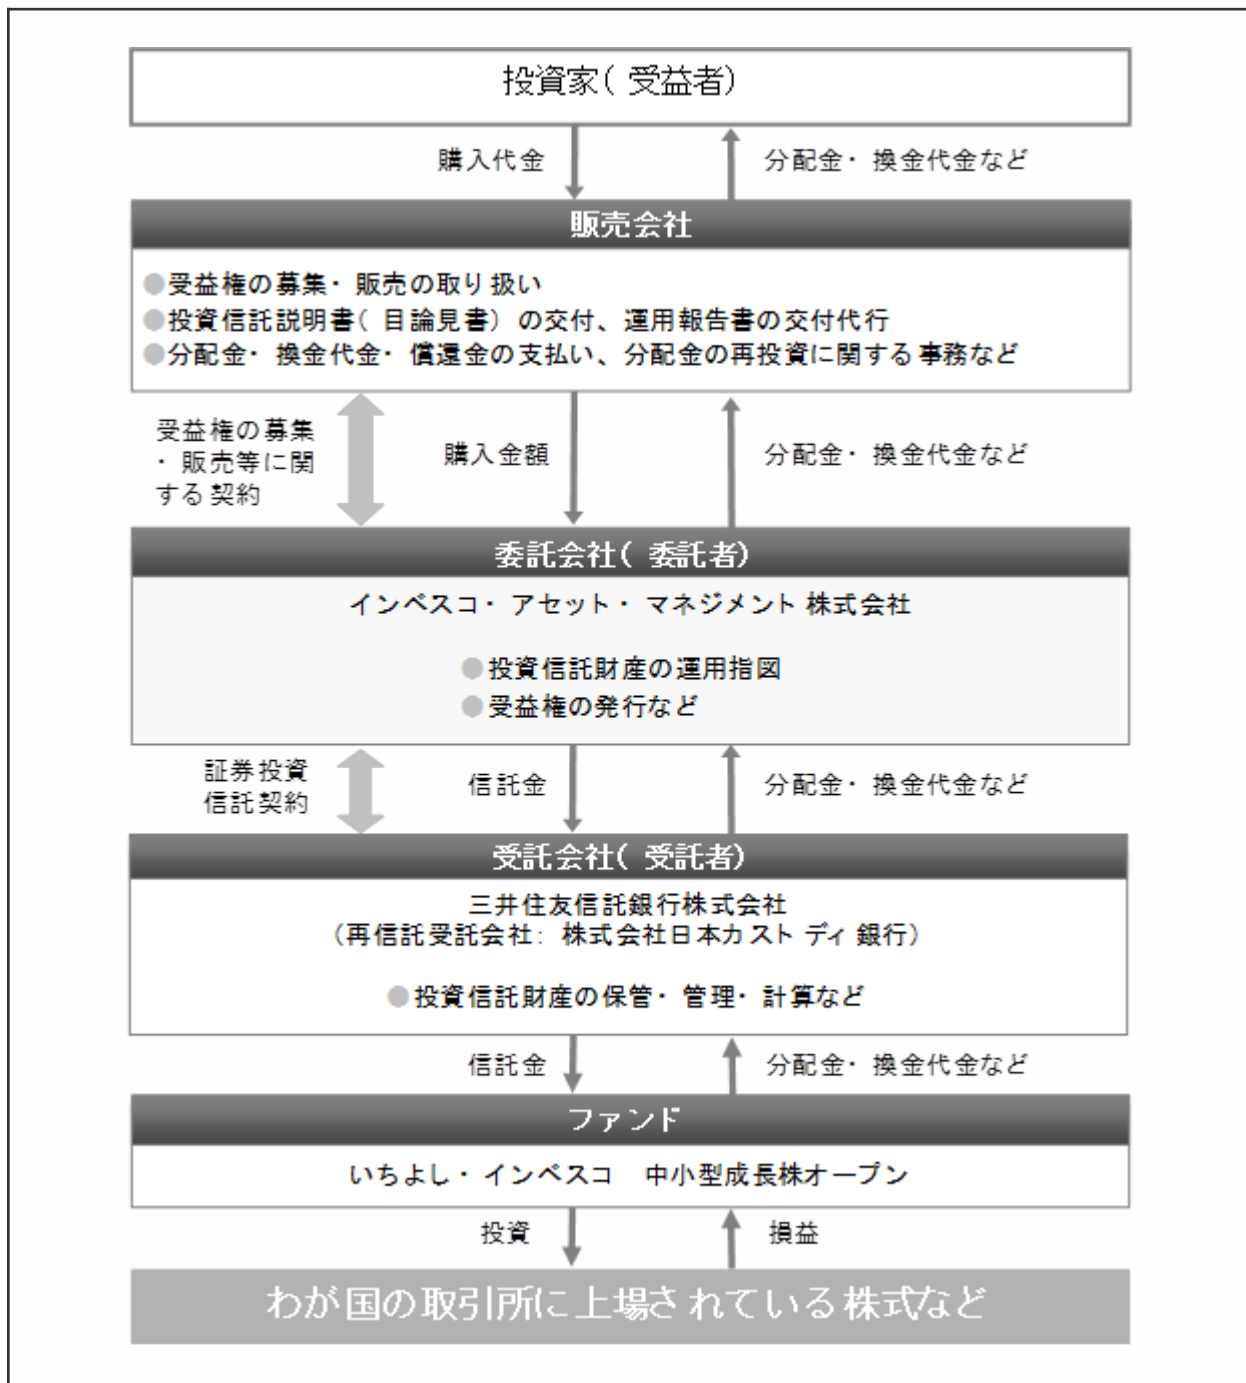 投資家(受益者)
購入代金
分配金・換金代金など
販売会社
●受益権の募集・販売の取り扱い
●投資信託説明書(目論見書)の交付、運用報告書の交付代行
●分配金・換金代金・償還金の支払い、分配金の再投資に関する事務など
受益権の募集
・販売等に関
する契約
購入金額
分配金・換金代金など
委託会社(委託者)
インベスコ・アセット・マネジメント株式会社
●投資信託財産の運用指図
●受益権の発行など
証券投資
信託契約
信託金
分配金・換金代金など
受託会社(受託者)
三井住友信託銀行株式会社
(再信託受託会社:株式会社日本カストディ銀行)
●投資信託財産の保管・管理・計算など
信託金
分配金・換金代金など
ファンド
いちよし・インベスコ 中小型成長株オープン
投資
損益
わが国の取引所に上場されている株式など